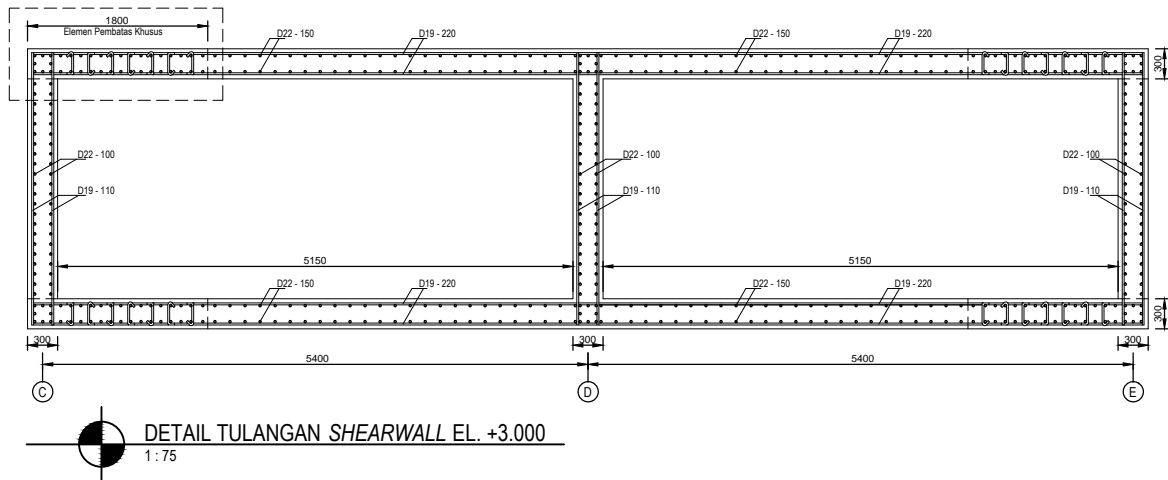 1800
Elemen Pembatas Khusus
D22 - 150
D19 - 220
D22 - 150
D19 - 220
300
D22 - 100
D22 - 100
D22 - 100
D19 - 110
D19 - 110
D19 - 110
5150
5150
D22 - 150
D19 - 220
D22 - 150
D19 - 220
300
300
300
300
5400
5400
C
D
E
DETAIL TULANGAN SHEARWALL EL. +3.000
1 : 75